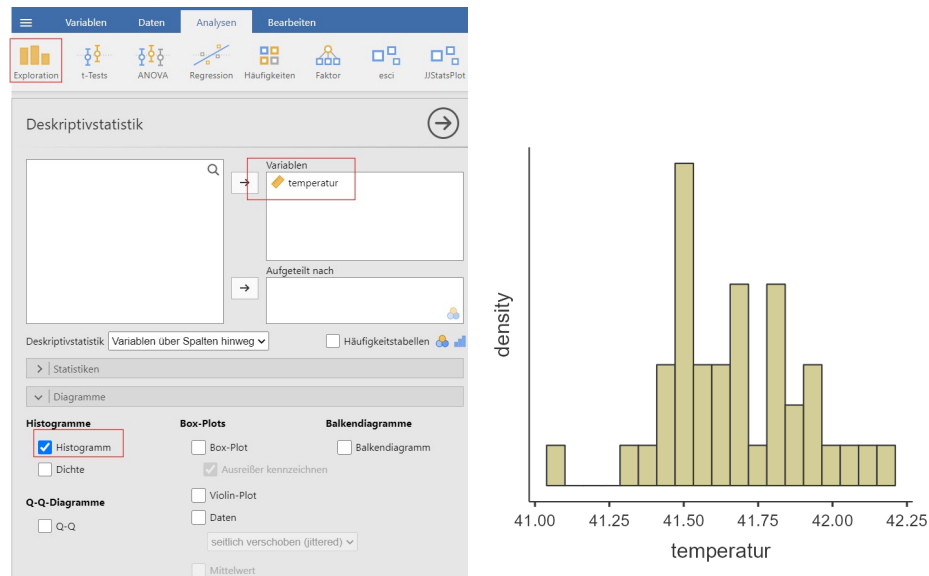 Variablen Daten Analysen Bearbeiten
Exploration t-Tests ANOVA Regression Häufigkeiten Faktor esci JJStatsPlot
Deskriptivstatistik
Variablen
temperatur
Aufgeteilt nach
Deskriptivstatistik Variablen über Spalten hinweg Häufigkeitstabellen
Statistiken
Diagramme
Histogramme Box-Plots Balkendiagramme
Histogramm Box-Plot Balkendiagramm
Dichte Ausreißer kennzeichnen
Violin-Plot
Q-Q-Diagramme Daten
Q-Q
seitlich verschoben (jittered)
Mittelwert
density
41.00 41.25 41.50 41.75 42.00 42.25
temperatur